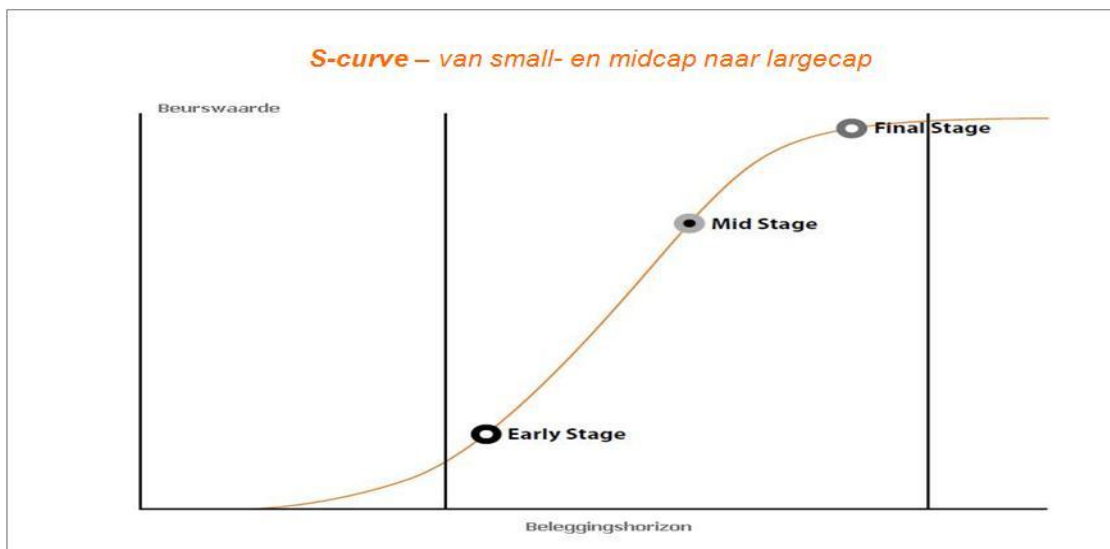 S-curve – van small- en midcap naar largecap
Beurswaarde
Final Stage
Mid Stage
Early Stage
Beleggingshorizon